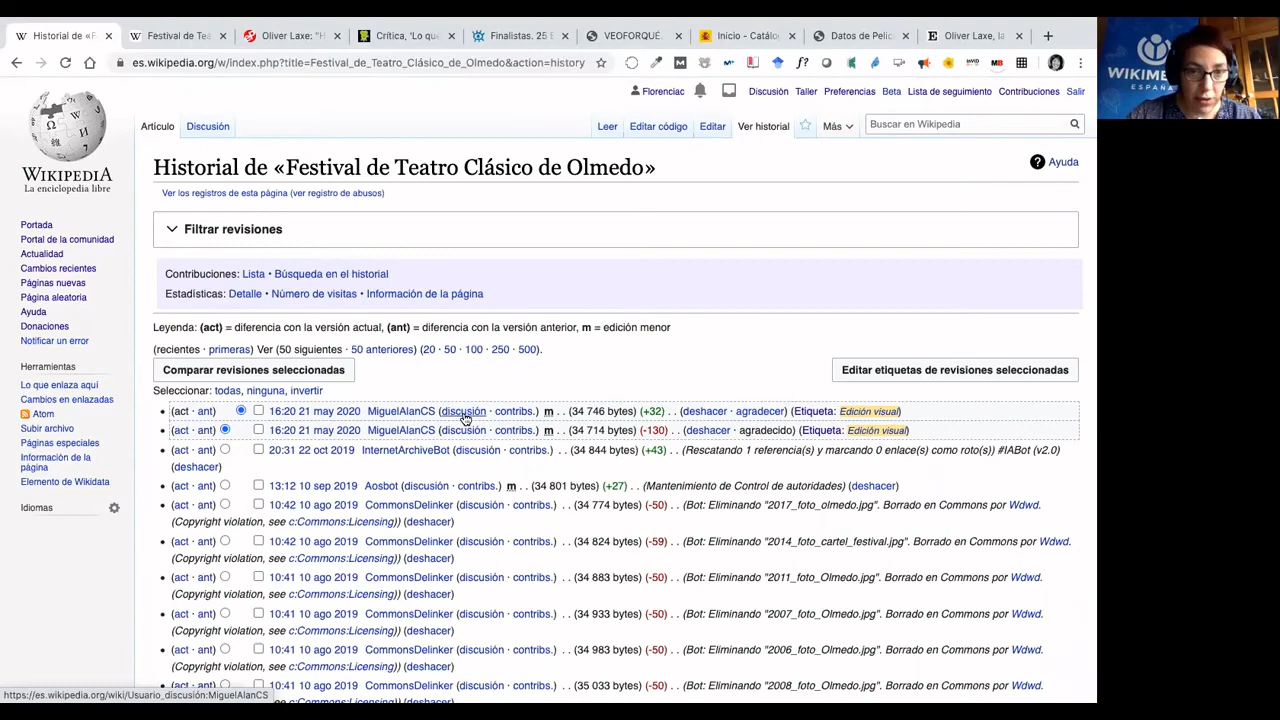 Historial de «F
Festival de Tea
Oliver Laxe: "H
Crítica, 'Lo que
Finalistas. 25 E
VEOFORQUÉ.
Inicio - Catálo
Datos de Pelíc
Oliver Laxe, la
es.wikipedia.org/w/index.php?title=Festival_de_Teatro_Clásico_de_Olmedo&action=history
WIKIPEDIA
La enciclopedia libre
Portada
Portal de la comunidad
Actualidad
Cambios recientes
Páginas nuevas
Página aleatoria
Ayuda
Donaciones
Notificar un error
Herramientas
Lo que enlaza aquí
Cambios en enlazadas
Atom
Subir archivo
Páginas especiales
Información de la
página
Elemento de Wikidata
Idiomas
Florenciac Discusión Taller Preferencias Beta Lista de seguimiento Contribuciones Salir
Artículo Discusión Leer Editar código Editar Ver historial Más Buscar en Wikipedia
Historial de «Festival de Teatro Clásico de Olmedo» Ayuda
Ver los registros de esta página (ver registro de abusos)
Filtrar revisiones
Contribuciones: Lista • Búsqueda en el historial
Estadísticas: Detalle • Número de visitas • Información de la página
Leyenda: (act) = diferencia con la versión actual, (ant) = diferencia con la versión anterior, m = edición menor
(recientes · primeras) Ver (50 siguientes · 50 anteriores) (20 · 50 · 100 · 250 · 500).
Comparar revisiones seleccionadas Editar etiquetas de revisiones seleccionadas
Seleccionar: todas, ninguna, invertir
(act · ant) 16:20 21 may 2020 MiguelAlanCS (discusión · contribs.) m . . (34 746 bytes) (+32) . . (deshacer · agradecer) (Etiqueta: Edición visual)
(act · ant) 16:20 21 may 2020 MiguelAlanCS (discusión · contribs.) m . . (34 714 bytes) (-130) . . (deshacer · agradecido) (Etiqueta: Edición visual)
(act · ant) 20:31 22 oct 2019 InternetArchiveBot (discusión · contribs.) . . (34 844 bytes) (+43) . . (Rescatando 1 referencia(s) y marcando 0 enlace(s) como roto(s)) #IABot (v2.0)
(deshacer)
(act · ant) 13:12 10 sep 2019 Aosbot (discusión · contribs.) m . . (34 801 bytes) (+27) . . (Mantenimiento de Control de autoridades) (deshacer)
(act · ant) 10:42 10 ago 2019 CommonsDelinker (discusión · contribs.) . . (34 774 bytes) (-50) . . (Bot: Eliminando "2017_foto_olmedo.jpg". Borrado en Commons por Wdwd.
(Copyright violation, see c:Commons:Licensing)) (deshacer)
(act · ant) 10:42 10 ago 2019 CommonsDelinker (discusión · contribs.) . . (34 824 bytes) (-59) . . (Bot: Eliminando "2014_foto_cartel_festival.jpg". Borrado en Commons por Wdwd.
(Copyright violation, see c:Commons:Licensing)) (deshacer)
(act · ant) 10:41 10 ago 2019 CommonsDelinker (discusión · contribs.) . . (34 883 bytes) (-50) . . (Bot: Eliminando "2011_foto_Olmedo.jpg". Borrado en Commons por Wdwd.
(Copyright violation, see c:Commons:Licensing)) (deshacer)
(act · ant) 10:41 10 ago 2019 CommonsDelinker (discusión · contribs.) . . (34 933 bytes) (-50) . . (Bot: Eliminando "2007_foto_Olmedo.jpg". Borrado en Commons por Wdwd.
(Copyright violation, see c:Commons:Licensing)) (deshacer)
(act · ant) 10:41 10 ago 2019 CommonsDelinker (discusión · contribs.) . . (34 983 bytes) (-50) . . (Bot: Eliminando "2006_foto_Olmedo.jpg". Borrado en Commons por Wdwd.
(Copyright violation, see c:Commons:Licensing)) (deshacer)
(act · ant) 10:41 10 ago 2019 CommonsDelinker (discusión · contribs.) . . (35 033 bytes) (-50) . . (Bot: Eliminando "2008_foto_Olmedo.jpg". Borrado en Commons por Wdwd.
https://es.wikipedia.org/wiki/Usuario_discusión:MiguelAlanCS
WIKIME
ESPAÑA